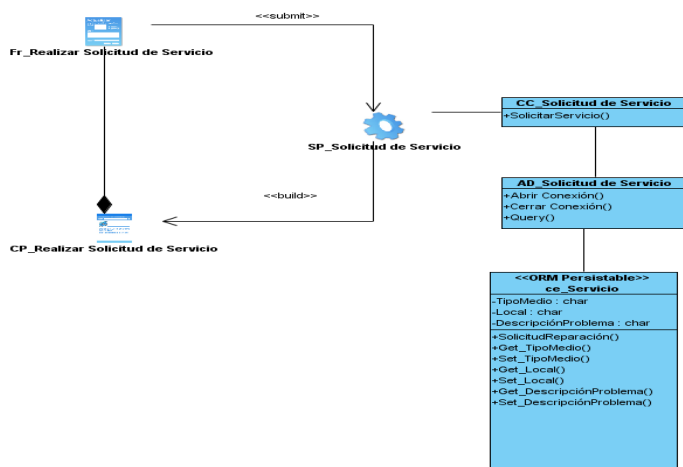 <<submit>>
Fr_Realizar Solicitud de Servicio
CC_Solicitud de Servicio
+SolicitarServicio()
SP_Solicitud de Servicio
AD_Solicitud de Servicio
+Abrir Conexión()
+Cerrar Conexión()
+Query()
<<build>>
CP_Realizar Solicitud de Servicio
<<ORM Persistable>>
ce_Servicio
-TipoMedio : char
-Local : char
-DescripciónProblema : char
+SolicitudReparación()
+Get_TipoMedio()
+Set_TipoMedio()
+Get_Local()
+Set_Local()
+Get_DescripciónProblema()
+Set_DescripciónProblema()